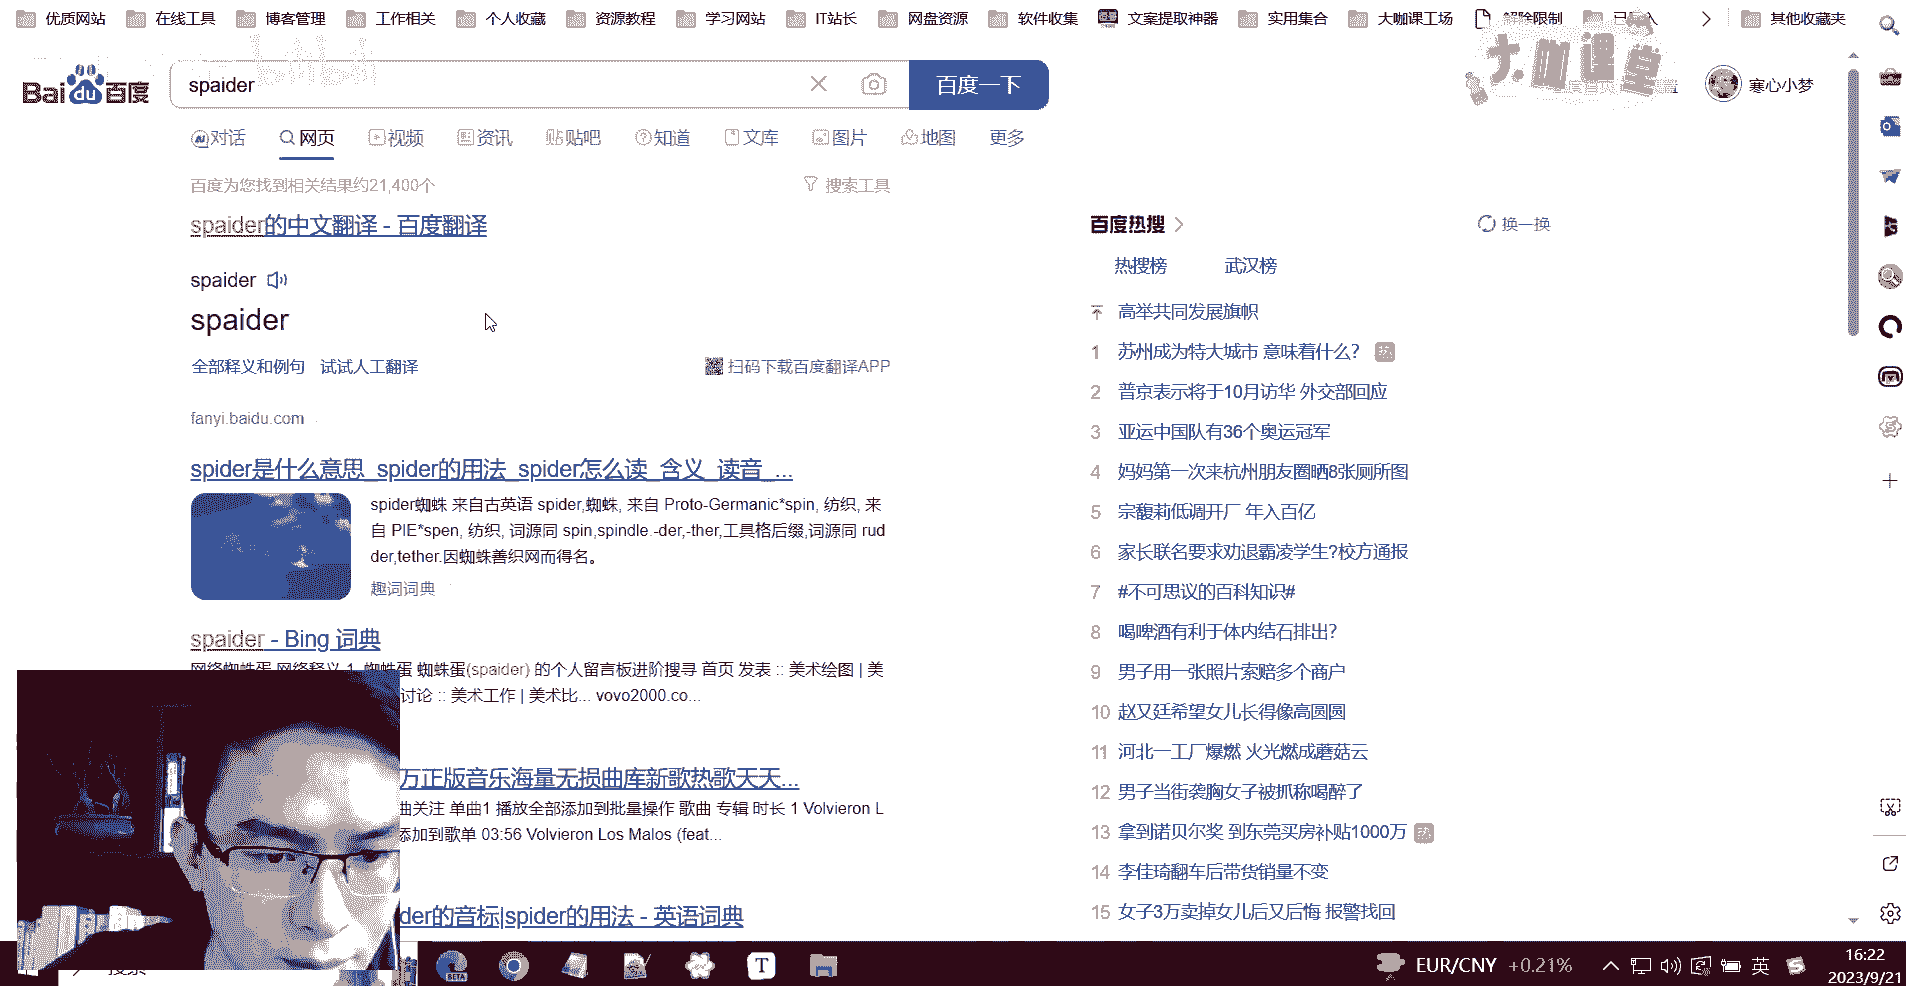 优质网站 在线工具 博客管理 工作相关 个人收藏 资源教程 学习网站 IT站长 网盘资源 软件收集 文案提取神器 实用集合 大咖课工场 解除限制 其他收藏夹
大咖课堂
Bai du 百度 spaider 百度一下 寒心小梦
对话 网页 视频 资讯 贴吧 知道 文库 图片 地图 更多
百度为您找到相关结果约21,400个 搜索工具
spaider的中文翻译 - 百度翻译
spaider
spaider
全部释义和例句 试试人工翻译 扫码下载百度翻译APP
fanyi.baidu.com
spider是什么意思_spider的用法_spider怎么读_含义_读音_...
spider蜘蛛 来自古英语 spider,蜘蛛, 来自 Proto-Germanic*spin, 纺织, 来
自 PIE*spen, 纺织, 词源同 spin,spindle.-der,-ther,工具格后缀,词源同 rud
der,tether.因蜘蛛善织网而得名。
趣词词典
spaider - Bing 词典
网络蜘蛛蛋 网络释义 1. 蜘蛛蛋 蜘蛛蛋(spaider) 的个人留言板进阶搜寻 首页 发表 :: 美术绘图 | 美
讨论 :: 美术工作 | 美术比... vovo2000.co...
万正版音乐海量无损曲库新歌热歌天天...
曲关注 单曲1 播放全部添加到批量操作 歌曲 专辑 时长 1 Volvieron L
添加到歌单 03:56 Volvieron Los Malos (feat...
der的音标|spider的用法 - 英语词典
百度热搜 换一换
热搜榜 武汉榜
高举共同发展旗帜
1 苏州成为特大城市 意味着什么? 热
2 普京表示将于10月访华 外交部回应
3 亚运中国队有36个奥运冠军
4 妈妈第一次来杭州朋友圈晒8张厕所图
5 宗馥莉低调开厂 年入百亿
6 家长联名要求劝退霸凌学生?校方通报
7 #不可思议的百科知识#
8 喝啤酒有利于体内结石排出?
9 男子用一张照片索赔多个商户
10 赵又廷希望女儿长得像高圆圆
11 河北一工厂爆燃 火光燃成蘑菇云
12 男子当街袭胸女子被抓称喝醉了
13 拿到诺贝尔奖 到东莞买房补贴1000万 热
14 李佳琦翻车后带货销量不变
15 女子3万卖掉女儿后又后悔 报警找回
BETA T EUR/CNY +0.21% 英 16:22
2023/9/21